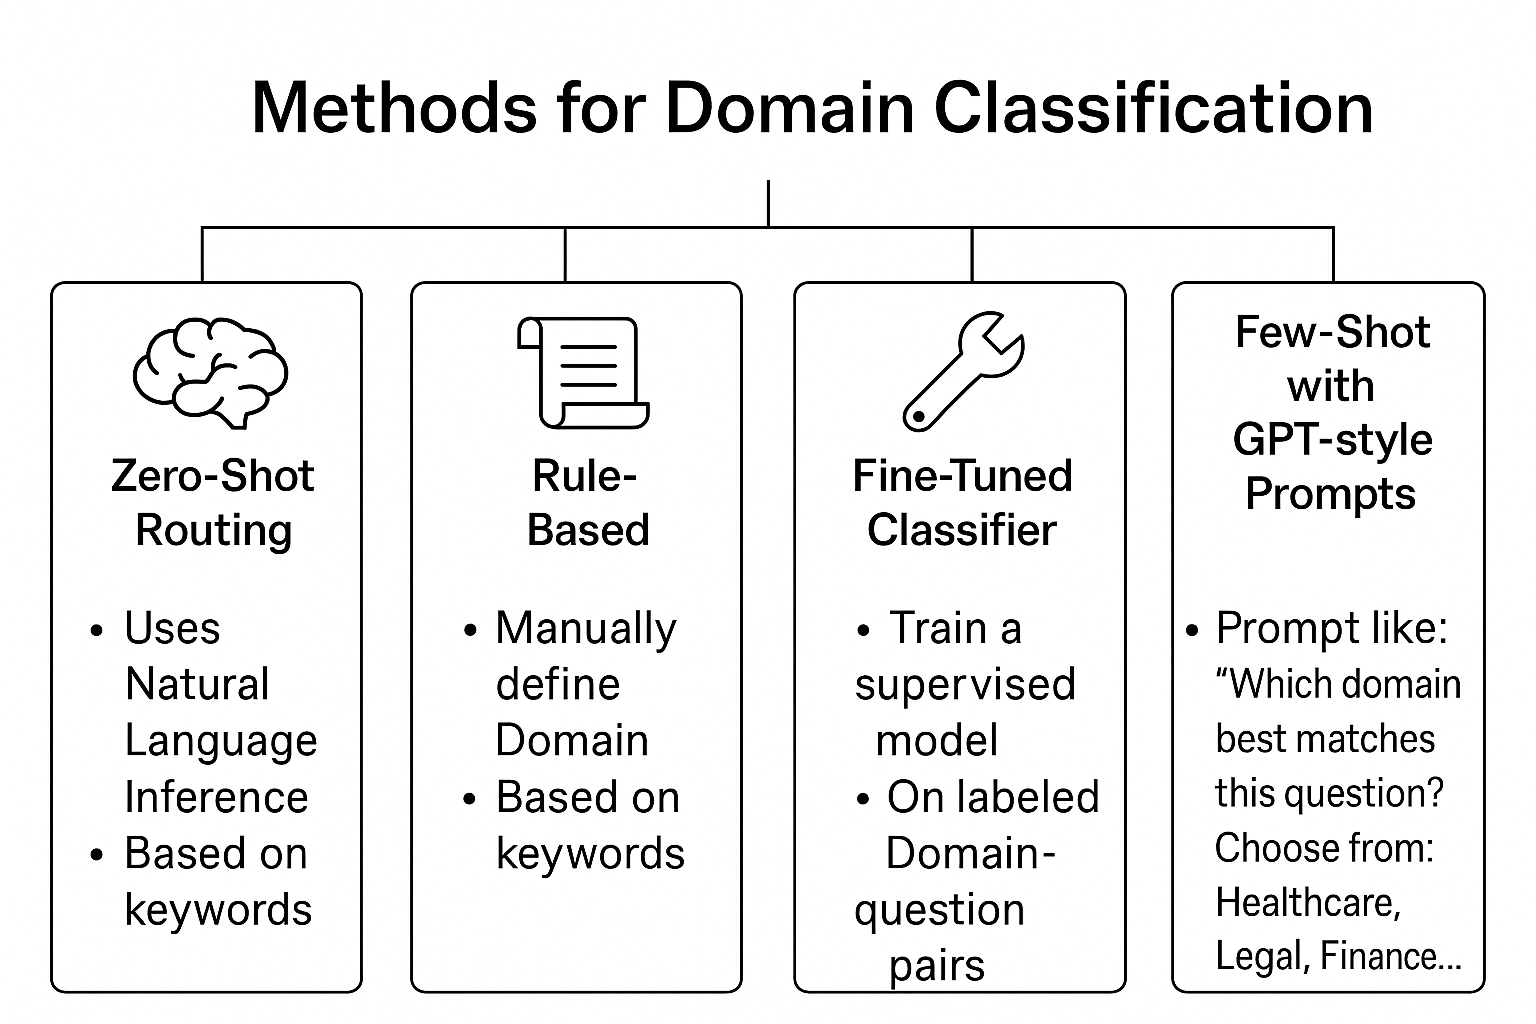 Methods for Domain Classification
Zero-Shot
Routing
• Uses
Natural
Language
Inference
• Based on
keywords
Rule-
Based
• Manually
define
Domain
• Based on
keywords
Fine-Tuned
Classifier
• Train a
supervised
model
• On labeled
Domain-
question
pairs
Few-Shot
with
GPT-style
Prompts
• Prompt like:
“Which domain
best matches
this question?
Choose from:
Healthcare,
Legal, Finance...